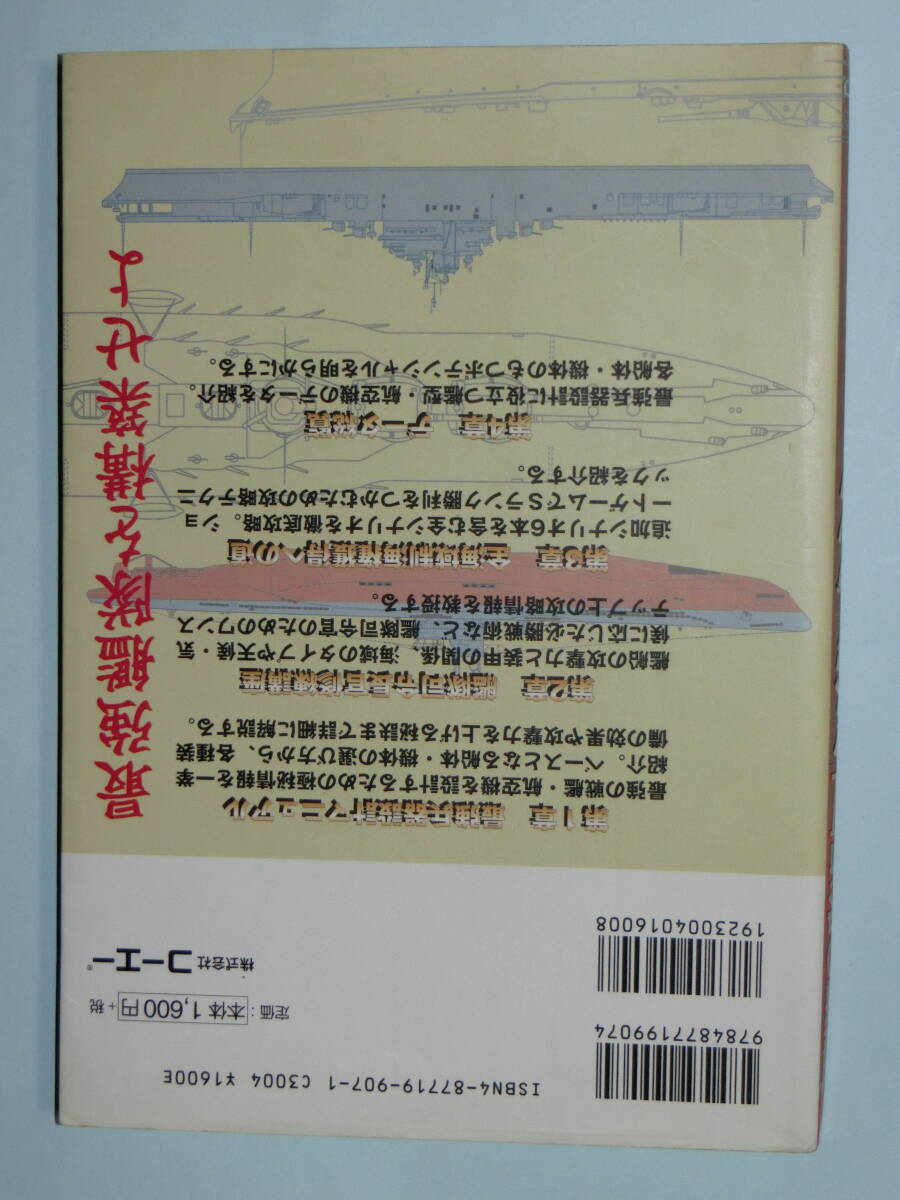 9784877199074
1923004016008
ISBN4-87719-907-1 C3004 ¥1600E
定価：本体1,600円＋税
株式会社コーエー®
最強艦隊を構築せよ
第1章 最強兵器設計マニュアル
最強の戦艦・航空機を設計するための極秘情報を一挙
紹介。ベースとなる船体・機体の選び方から、各種装
備の効果や攻撃力を上げる秘訣まで詳細に解説する。
第2章 艦隊司令長官修練講座
艦船の攻撃力と装甲の関係、海域のタイプや天候・気
候に応じた必勝戦術など、艦隊司令官のためのワンス
テップ上の攻略情報を教授する。
第3章 全海域制海権獲得への道
追加シナリオ6本を含む全シナリオを徹底攻略。ショ
ートゲームでSランク勝利をつかむための攻略テクニ
ックを紹介する。
第4章 データ総覧
最強兵器設計に役立つ艦型・航空機のデータを紹介。
各船体・機体のもつポテンシャルを明らかにする。